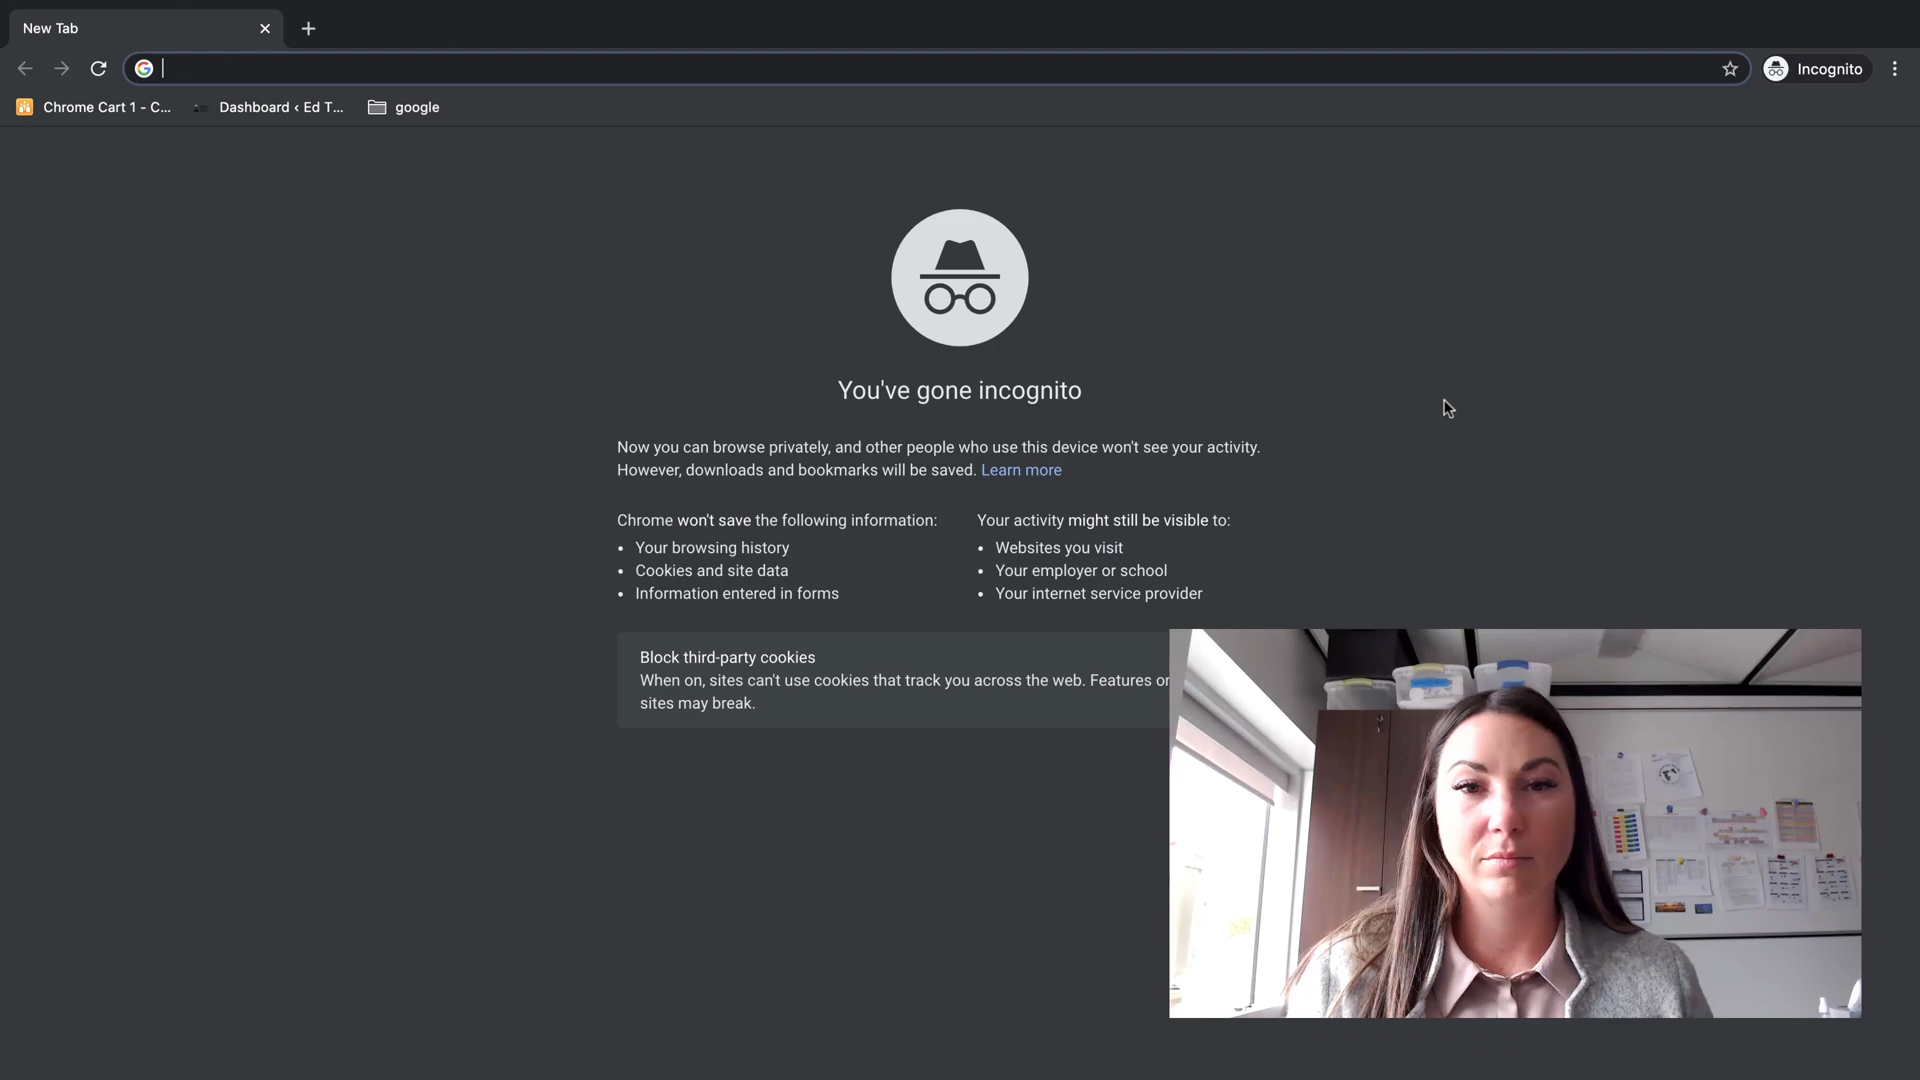 New Tab
Incognito
Chrome Cart 1 - C...
Dashboard ‹ Ed T...
google
You've gone incognito
Now you can browse privately, and other people who use this device won't see your activity.
However, downloads and bookmarks will be saved. Learn more
Chrome won't save the following information:
• Your browsing history
• Cookies and site data
• Information entered in forms
Your activity might still be visible to:
• Websites you visit
• Your employer or school
• Your internet service provider
Block third-party cookies
When on, sites can't use cookies that track you across the web. Features
sites may break.